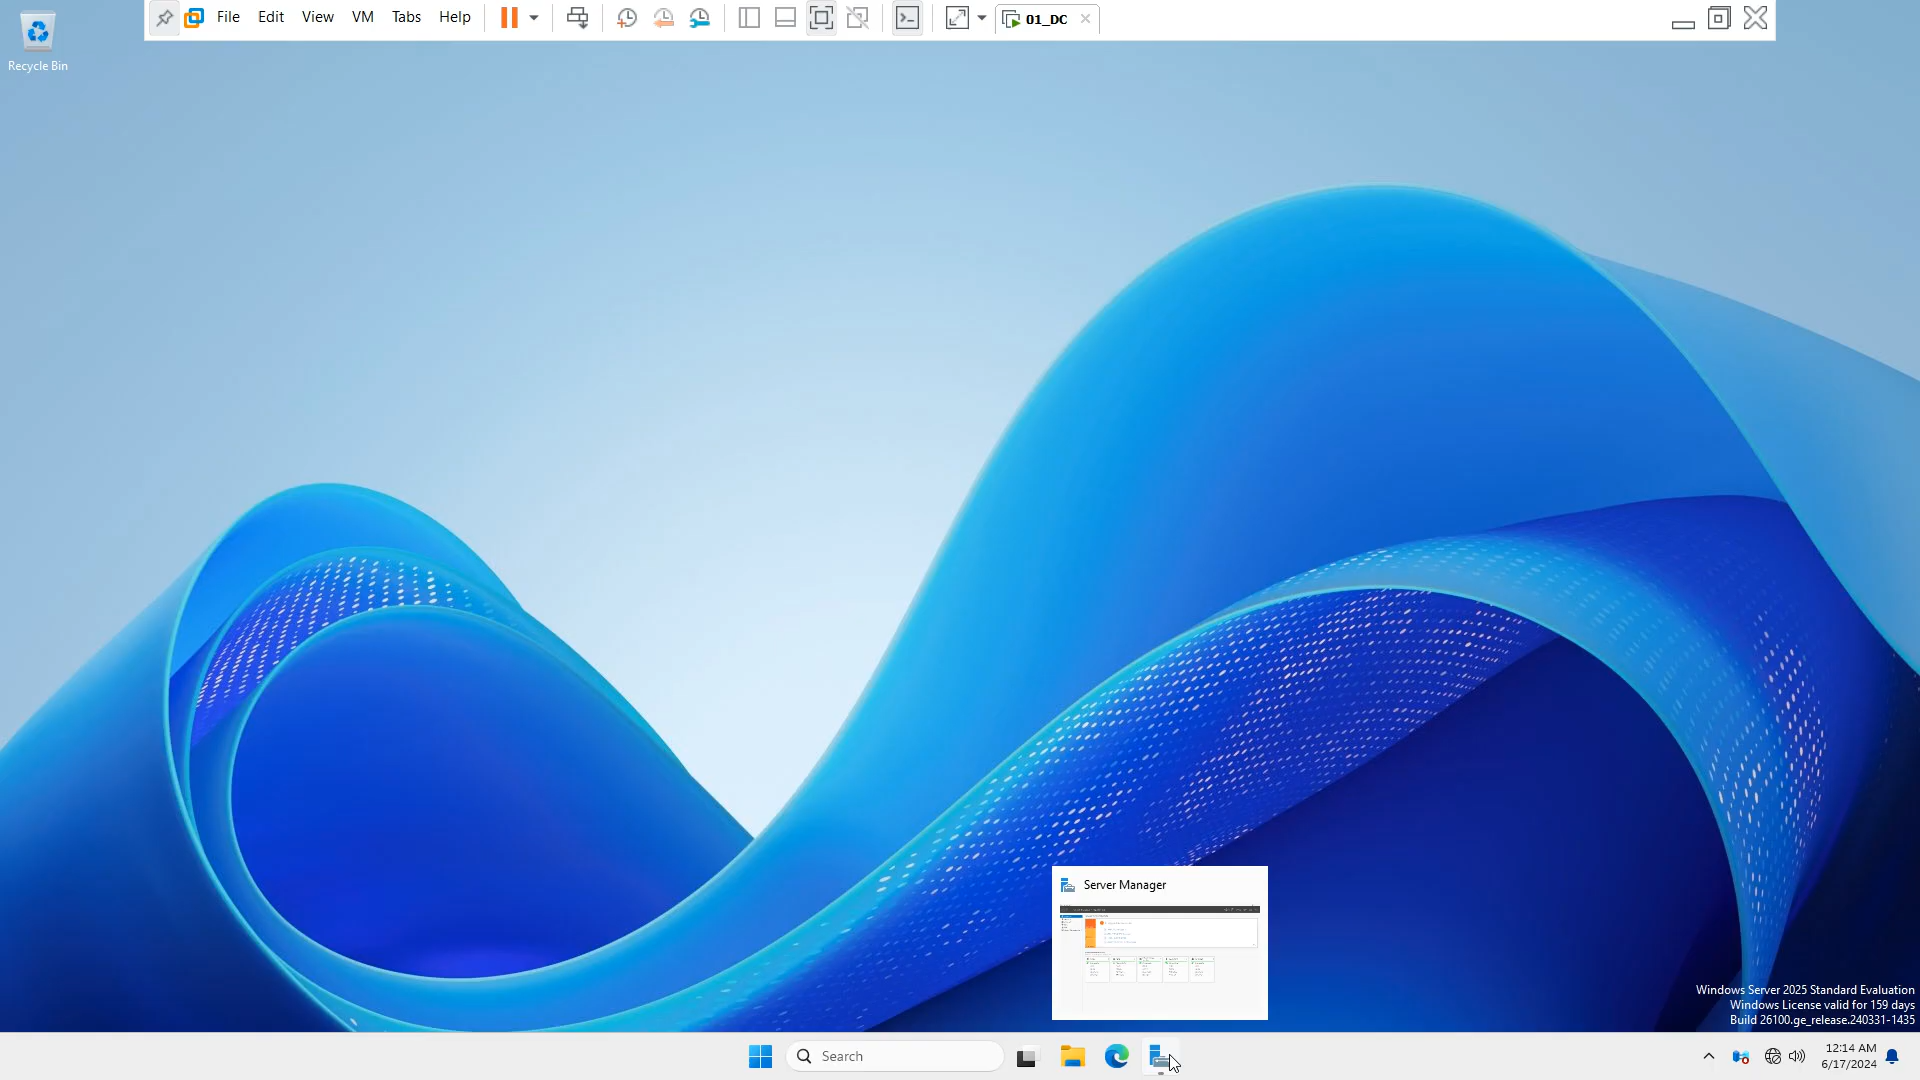 File Edit View VM Tabs Help
01_DC
Recycle Bin
Server Manager
Windows Server 2025 Standard Evaluation
Windows License valid for 159 days
Build 26100.ge_release.240331-1435
Search
12:14 AM
6/17/2024